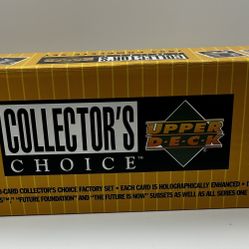 COLLECTOR'S
CHOICE™
UPPER
DECK
-CARD COLLECTOR'S CHOICE FACTORY SET • EACH CARD IS HOLOGRAPHICALLY ENHANCED •
"FUTURE FOUNDATION" AND "THE FUTURE IS NOW" SUBSETS AS WELL AS ALL SERIES ONE